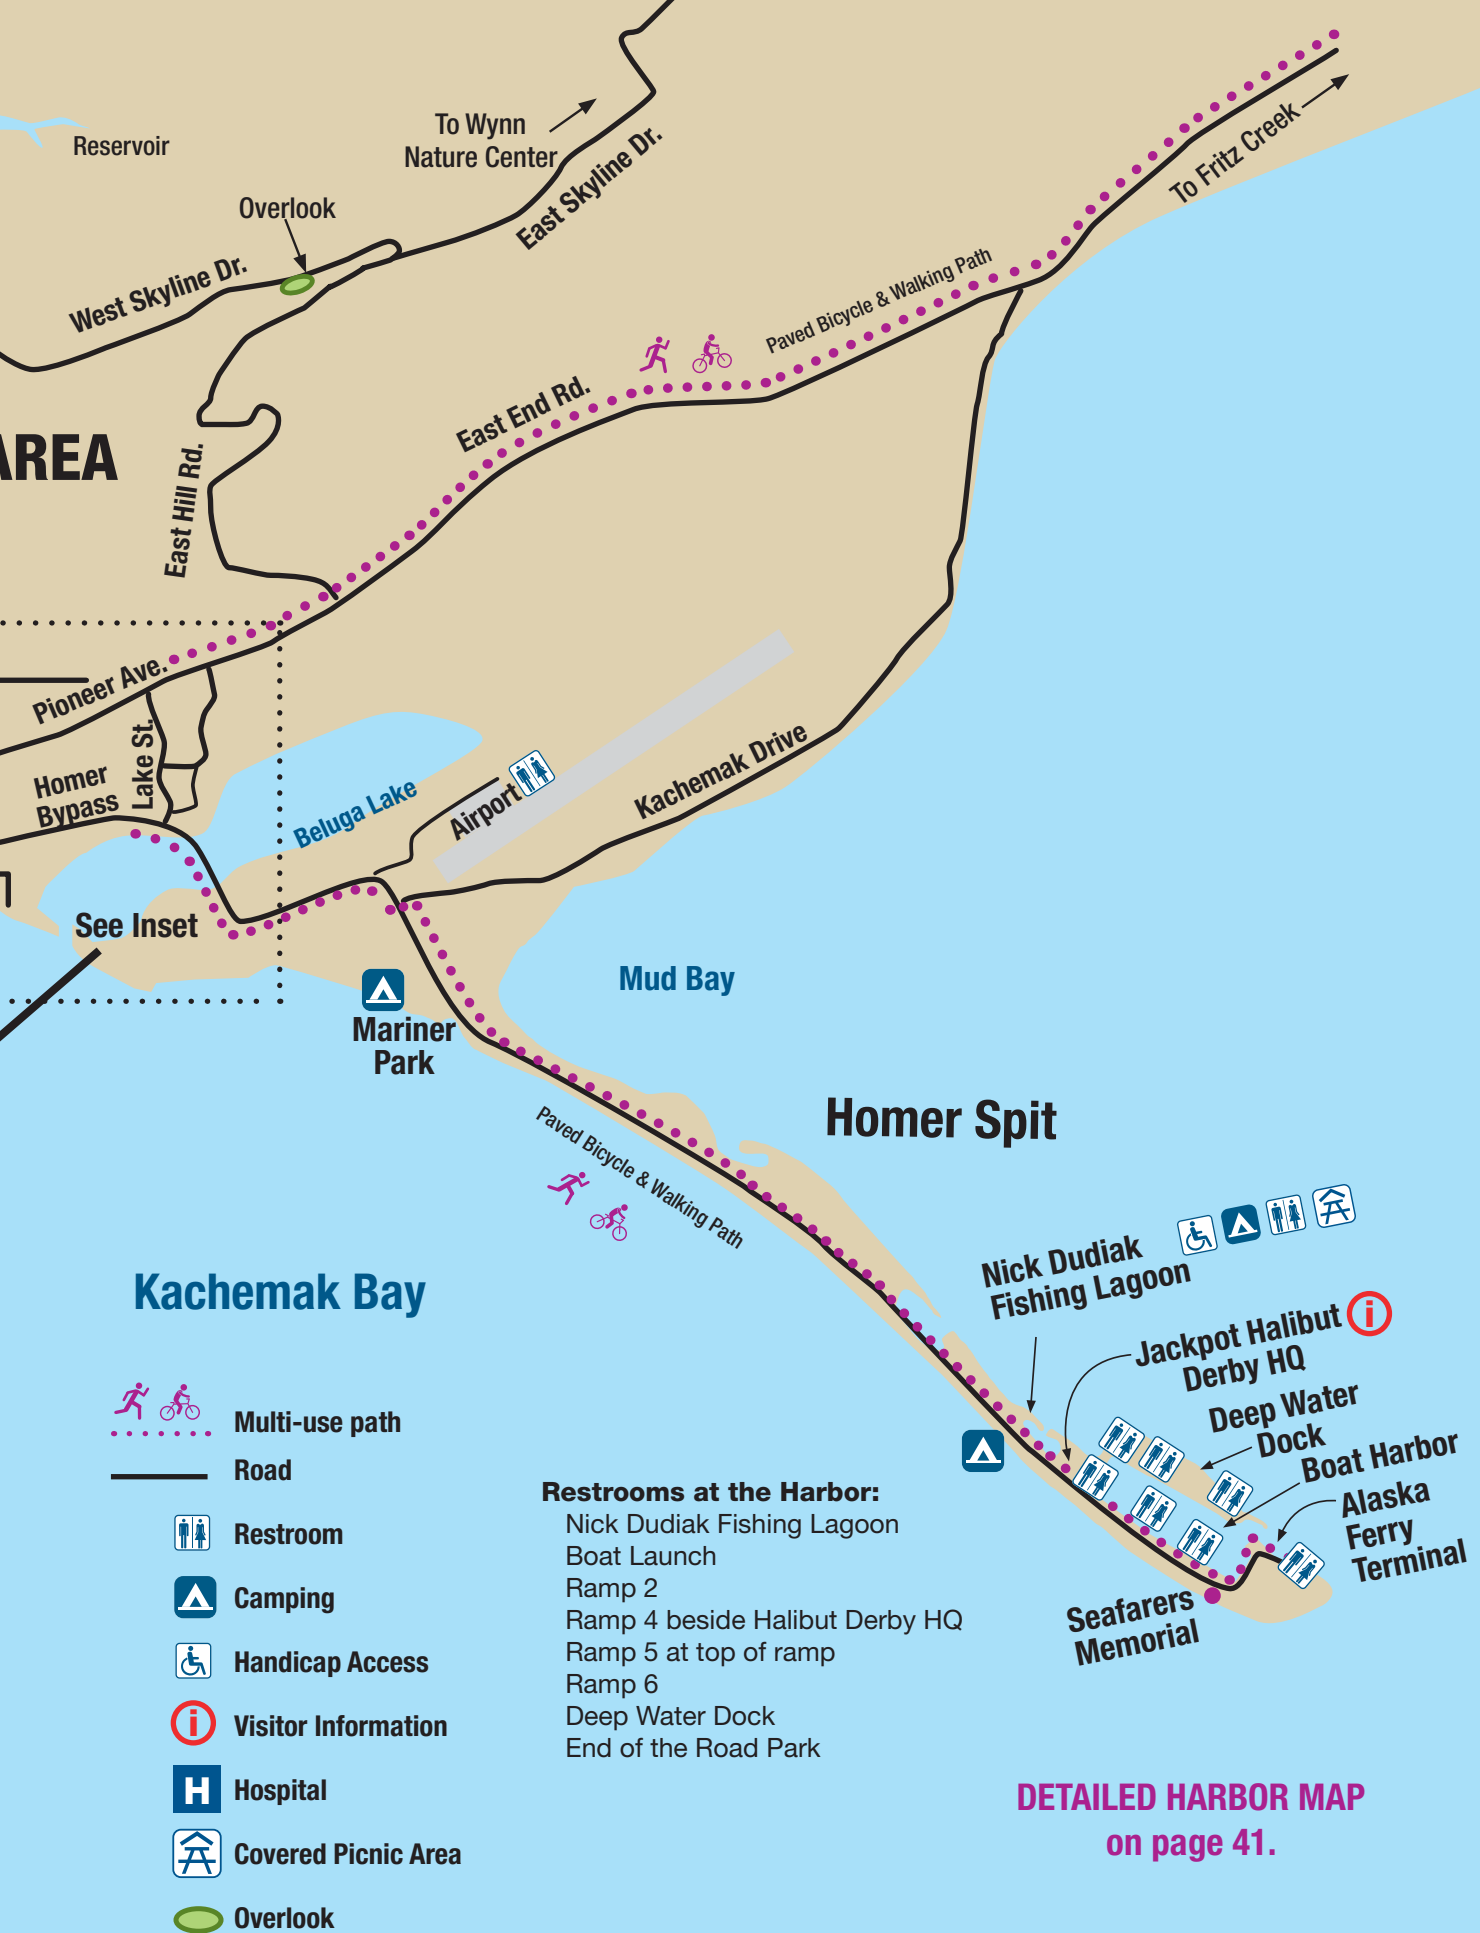 Reservoir
To Wynn
Nature Center
East Skyline Dr.
To Fritz Creek
Overlook
West Skyline Dr.
Paved Bicycle & Walking Path
East End Rd.
AREA
East Hill Rd.
Pioneer Ave.
Lake St.
Homer
Bypass
Beluga Lake
Airport
Kachemak Drive
See Inset
Mud Bay
Mariner
Park
Homer Spit
Paved Bicycle & Walking Path
Kachemak Bay
Nick Dudiak
Fishing Lagoon
Jackpot Halibut
Derby HQ
i
Deep Water
Dock
Boat Harbor
Alaska
Ferry
Terminal
Seafarers
Memorial
Multi-use path
Road
Restroom
Camping
Handicap Access
i
Visitor Information
H
Hospital
Covered Picnic Area
Overlook
Restrooms at the Harbor:
Nick Dudiak Fishing Lagoon
Boat Launch
Ramp 2
Ramp 4 beside Halibut Derby HQ
Ramp 5 at top of ramp
Ramp 6
Deep Water Dock
End of the Road Park
DETAILED HARBOR MAP
on page 41.